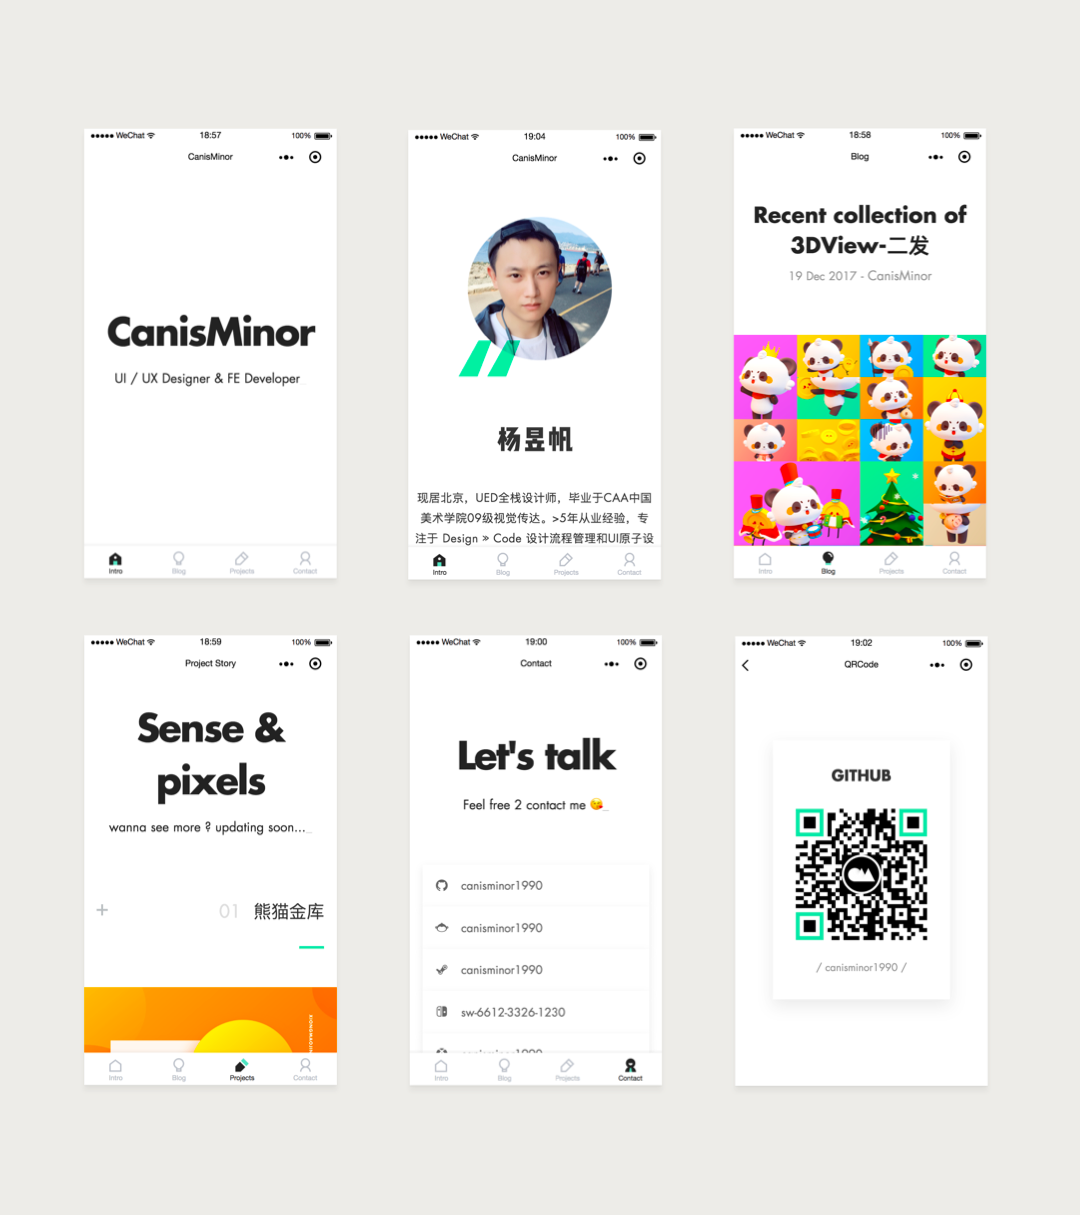 WeChat 18:57 100%
CanisMinor
CanisMinor
UI / UX Designer & FE Developer
Intro Blog Projects Contact
WeChat 19:04 100%
CanisMinor
杨昱帆
现居北京，UED全栈设计师，毕业于CAA中国
美术学院09级视觉传达。>5年从业经验，专
注于 Design » Code 设计流程管理和UI原子设
Intro Blog Projects Contact
WeChat 18:58 100%
Blog
Recent collection of
3DView-二发
19 Dec 2017 - CanisMinor
Intro Blog Projects Contact
WeChat 18:59 100%
Project Story
Sense &
pixels
wanna see more ? updating soon..._
+ 01 熊猫金库
Intro Blog Projects Contact
WeChat 19:00 100%
Contact
Let's talk
Feel free 2 contact me 😘_
canisminor1990
canisminor1990
canisminor1990
sw-6612-3326-1230
canisminor1990
Intro Blog Projects Contact
WeChat 19:02 100%
QRCode
GITHUB
/ canisminor1990 /